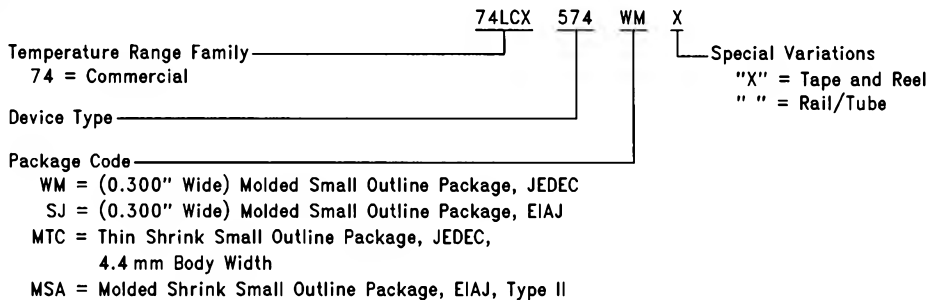 74LCX 574 WM X
Temperature Range Family
74 = Commercial
Special Variations
"X" = Tape and Reel
" " = Rail/Tube
Device Type
Package Code
WM = (0.300" Wide) Molded Small Outline Package, JEDEC
SJ = (0.300" Wide) Molded Small Outline Package, EIAJ
MTC = Thin Shrink Small Outline Package, JEDEC,
4.4 mm Body Width
MSA = Molded Shrink Small Outline Package, EIAJ, Type II